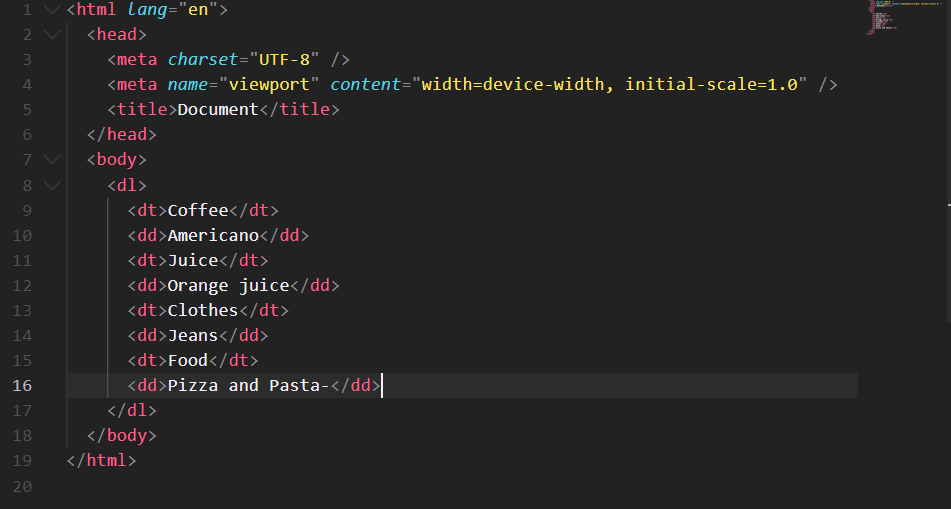 1 <html lang="en">
2 <head>
3 <meta charset="UTF-8" />
4 <meta name="viewport" content="width=device-width, initial-scale=1.0" />
5 <title>Document</title>
6 </head>
7 <body>
8 <dl>
9 <dt>Coffee</dt>
10 <dd>Americano</dd>
11 <dt>Juice</dt>
12 <dd>Orange juice</dd>
13 <dt>Clothes</dt>
14 <dd>Jeans</dd>
15 <dt>Food</dt>
16 <dd>Pizza and Pasta-</dd>
17 </dl>
18 </body>
19 </html>
20